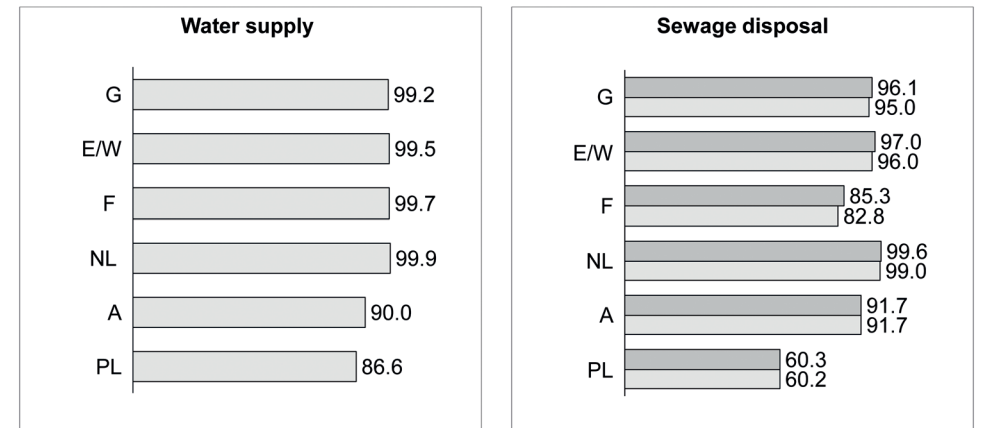 Water supply
G 99.2
E/W 99.5
F 99.7
NL 99.9
A 90.0
PL 86.6
Sewage disposal
G 96.1
95.0
E/W 97.0
96.0
F 85.3
82.8
NL 99.6
99.0
A 91.7
91.7
PL 60.3
60.2